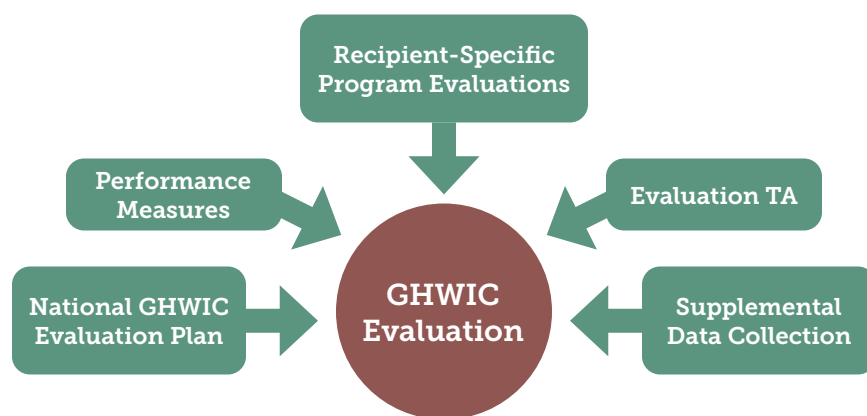 Recipient-Specific
Program Evaluations
Performance
Measures
Evaluation TA
National GHWIC
Evaluation Plan
GHWIC
Evaluation
Supplemental
Data Collection